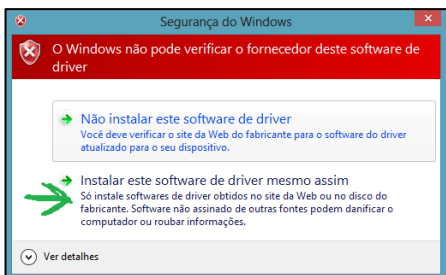 Segurança do Windows
O Windows não pode verificar o fornecedor deste software de
driver
Não instalar este software de driver
Você deve verificar o site da Web do fabricante para o software do driver
atualizado para o seu dispositivo.
Instalar este software de driver mesmo assim
Só instale softwares de driver obtidos no site da Web ou no disco do
fabricante. Software não assinado de outras fontes podem danificar o
computador ou roubar informações.
Ver detalhes